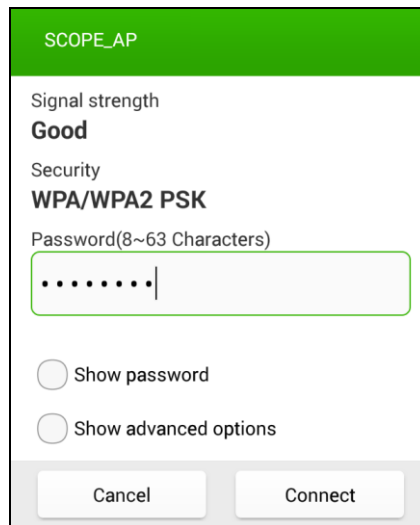 SCOPE_AP
Signal strength
Good
Security
WPA/WPA2 PSK
Password(8~63 Characters)
••••••••
Show password
Show advanced options
Cancel
Connect